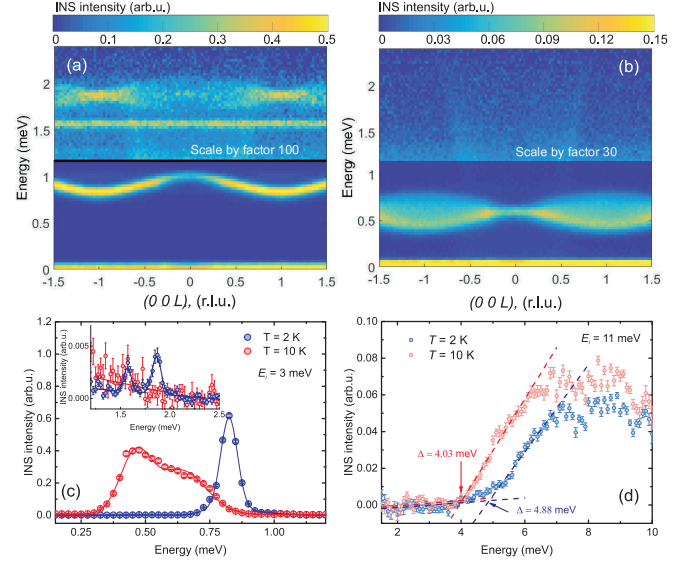 INS intensity (arb.u.)
0 0.1 0.2 0.3 0.4 0.5
(a)
Scale by factor 100
Energy (meV)
2
1.5
1
0.5
0
-1.5 -1 -0.5 0 0.5 1 1.5
(0 0 L), (r.l.u.)
INS intensity (arb.u.)
0 0.03 0.06 0.09 0.12 0.15
(b)
Scale by factor 30
Energy (meV)
2
1.5
1
0.5
0
-1.5 -1 -0.5 0 0.5 1 1.5
(0 0 L), (r.l.u.)
INS intensity (arb.u.)
1.2
1.0
0.8
0.6
0.4
0.2
0.0
INS intensity (arb.u.)
0.005
0.000
1.5 2.0 2.5
Energy (meV)
T = 2 K
T = 10 K
Ei = 3 meV
(c)
0.25 0.50 0.75 1.00
Energy (meV)
INS intensity (arb.u.)
0.10
0.08
0.06
0.04
0.02
0.00
-0.02
T = 2 K
T = 10 K
Ei = 11 meV
Δ = 4.03 meV
Δ = 4.88 meV
(d)
2 4 6 8 10
Energy (meV)